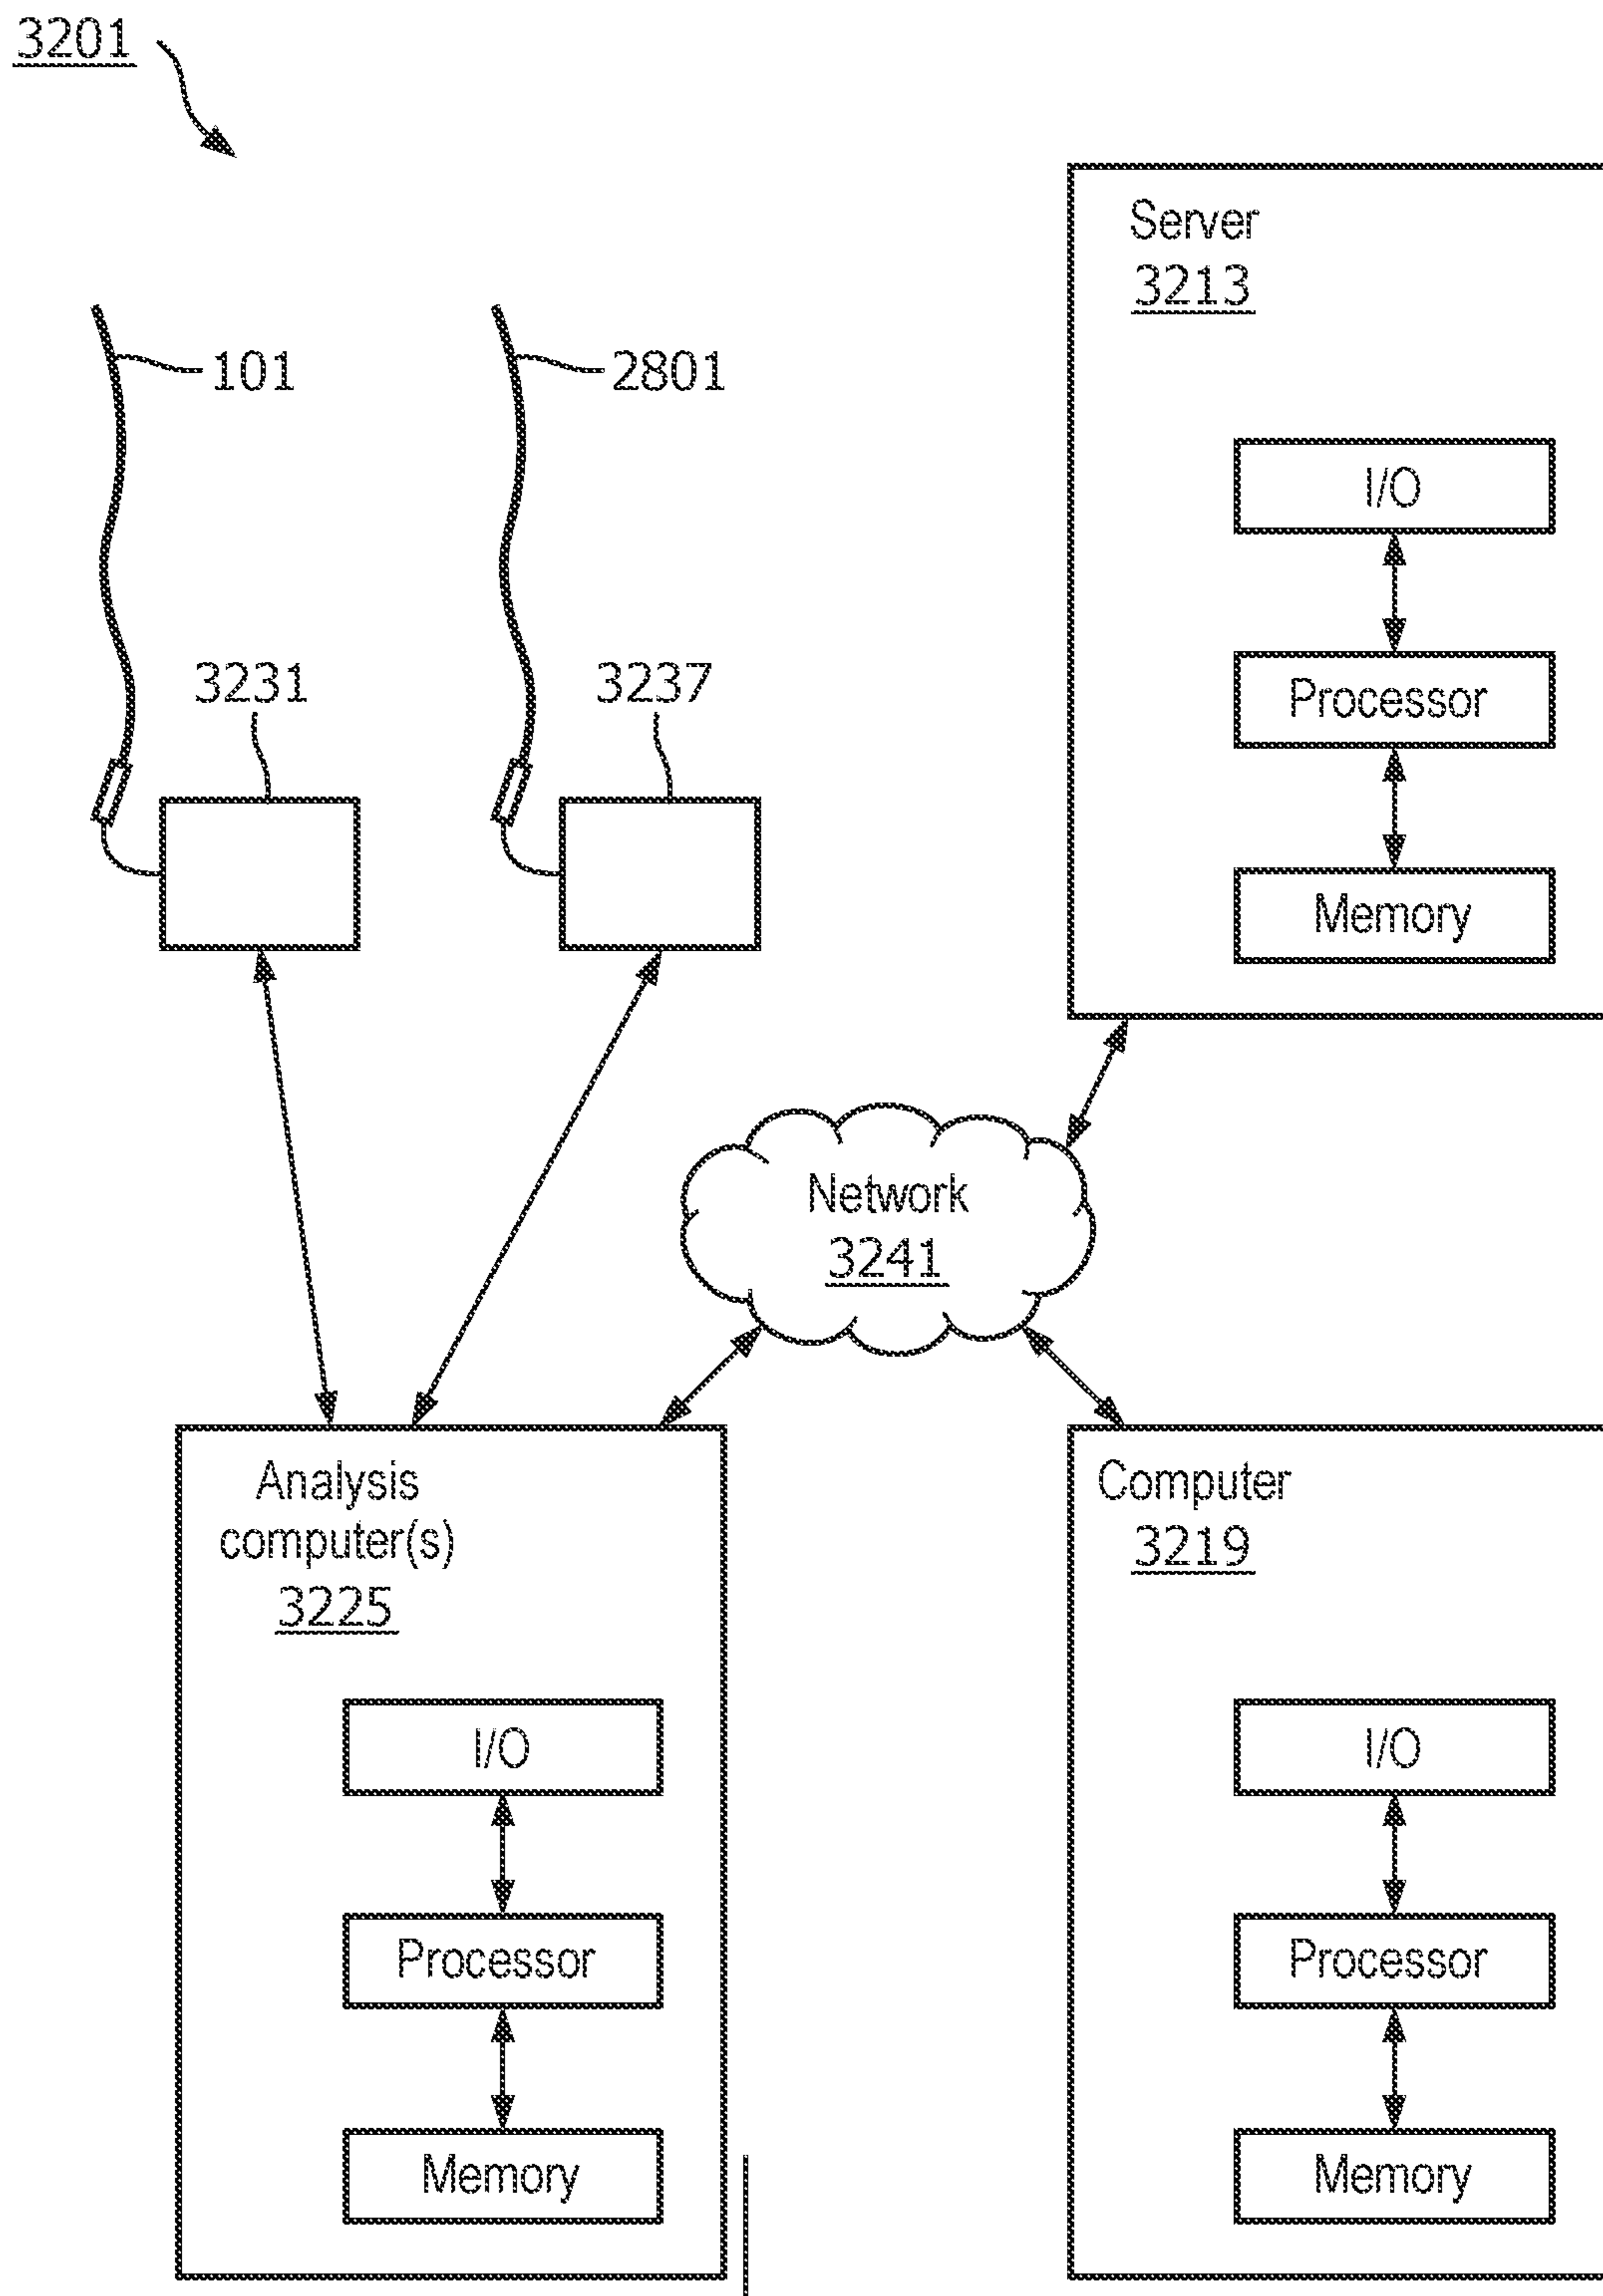 3201
Server
3213
101
2801
I/O
3231
3237
Processor
Memory
Network
3241
Analysis
computer(s)
3225
Computer
3219
I/O
I/O
Processor
Processor
Memory
Memory